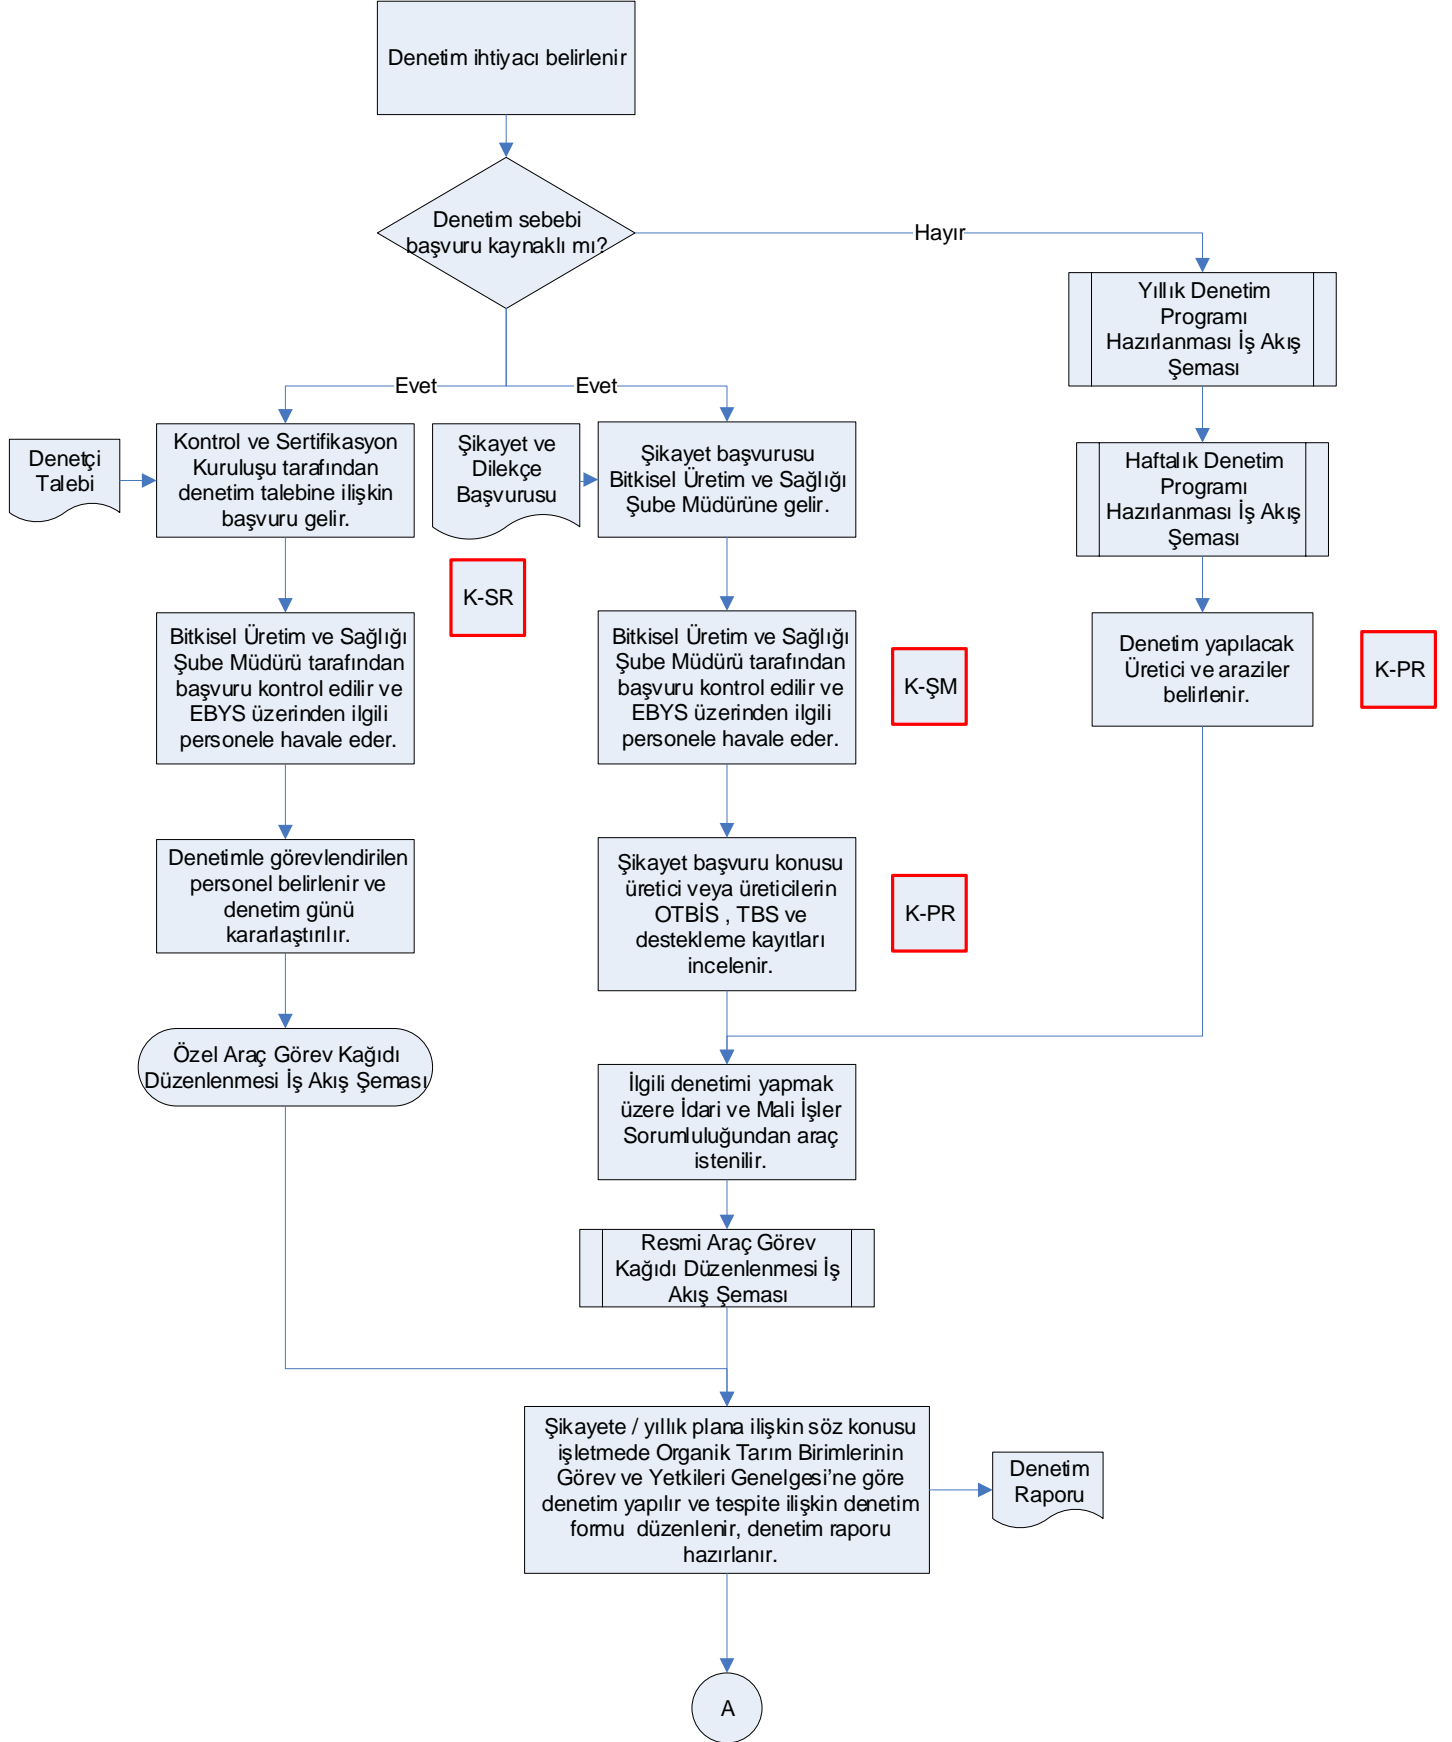 Denetim ihtiyacı belirlenir
Denetim sebebi
başvuru kaynaklı mı?
Hayır
Evet
Evet
Yıllık Denetim
Programı
Hazırlanması İş Akış
Şeması
Denetçi
Talebi
Kontrol ve Sertifikasyon
Kuruluşu tarafından
denetim talebine ilişkin
başvuru gelir.
Şikayet ve
Dilekçe
Başvurusu
Şikayet başvurusu
Bitkisel Üretim ve Sağlığı
Şube Müdürüne gelir.
Haftalık Denetim
Programı
Hazırlanması İş Akış
Şeması
K-SR
Bitkisel Üretim ve Sağlığı
Şube Müdürü tarafından
başvuru kontrol edilir ve
EBYS üzerinden ilgili
personele havale eder.
Bitkisel Üretim ve Sağlığı
Şube Müdürü tarafından
başvuru kontrol edilir ve
EBYS üzerinden ilgili
personele havale eder.
K-ŞM
Denetim yapılacak
Üretici ve araziler
belirlenir.
K-PR
Denetimle görevlendirilen
personel belirlenir ve
denetim günü
kararlaştırılır.
Şikayet başvuru konusu
üretici veya üreticilerin
OTBİS , TBS ve
destekleme kayıtları
incelenir.
K-PR
Özel Araç Görev Kağıdı
Düzenlenmesi İş Akış Şeması
İlgili denetimi yapmak
üzere İdari ve Mali İşler
Sorumluluğundan araç
istenilir.
Resmi Araç Görev
Kağıdı Düzenlenmesi İş
Akış Şeması
Şikayete / yıllık plana ilişkin söz konusu
işletmede Organik Tarım Birimlerinin
Görev ve Yetkileri Genelgesi’ne göre
denetim yapılır ve tespite ilişkin denetim
formu düzenlenir, denetim raporu
hazırlanır.
Denetim
Raporu
A